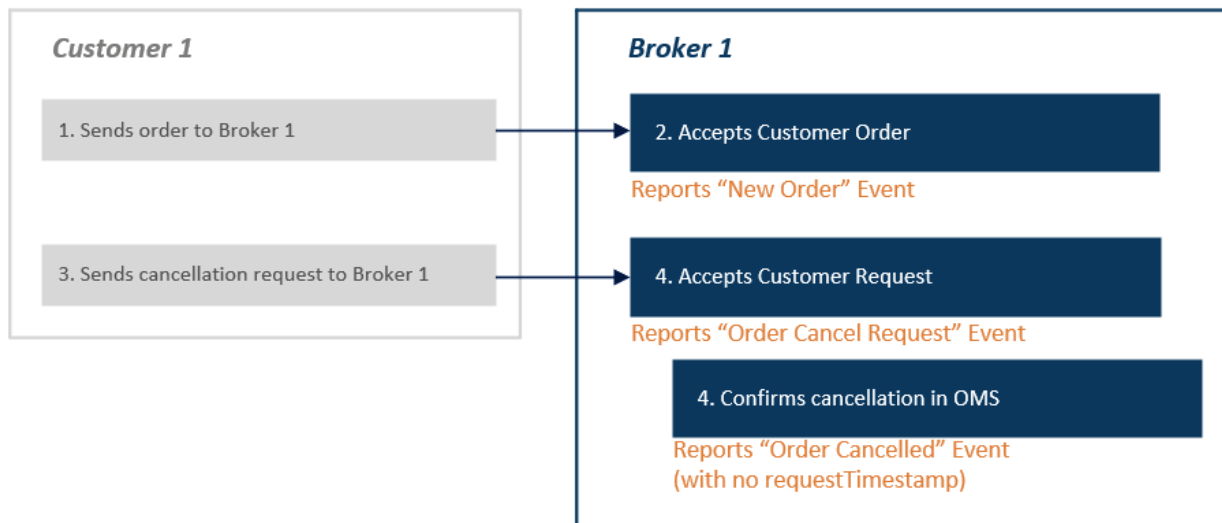 Customer 1
1. Sends order to Broker 1
3. Sends cancellation request to Broker 1
Broker 1
2. Accepts Customer Order
Reports “New Order” Event
4. Accepts Customer Request
Reports “Order Cancel Request” Event
4. Confirms cancellation in OMS
Reports “Order Cancelled” Event
(with no requestTimestamp)